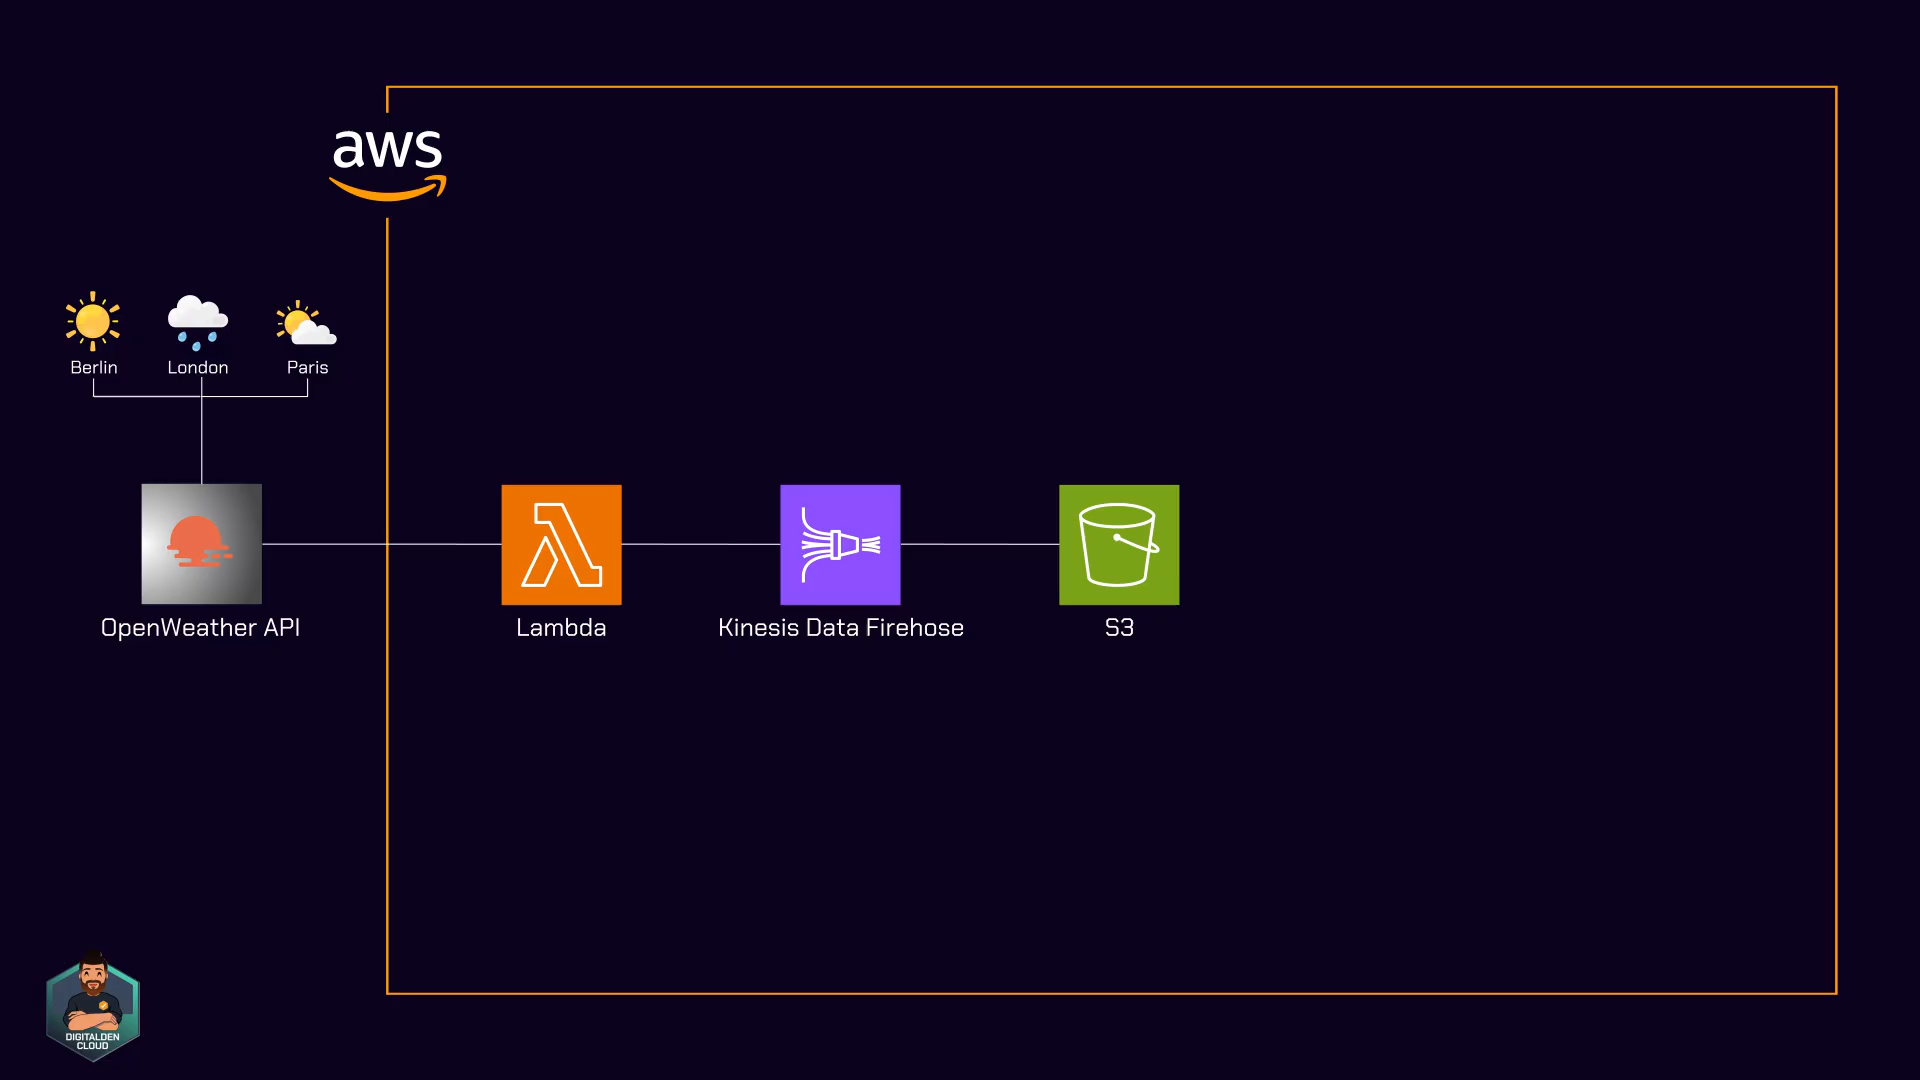 aws
Berlin
London
Paris
OpenWeather API
Lambda
Kinesis Data Firehose
S3
DIGITALDEN
CLOUD